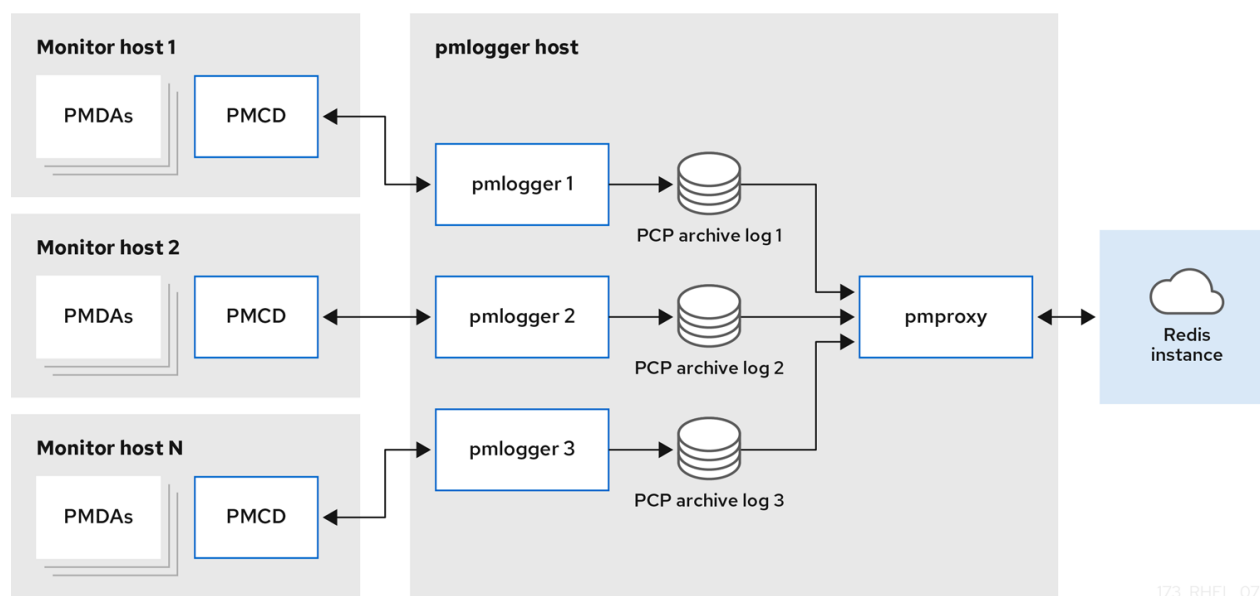 Monitor host 1
PMDAs
PMCD
Monitor host 2
PMDAs
PMCD
Monitor host N
PMDAs
PMCD
pmlogger host
pmlogger 1
PCP archive log 1
pmlogger 2
PCP archive log 2
pmlogger 3
PCP archive log 3
pmproxy
Redis
instance
173_RHEL_07